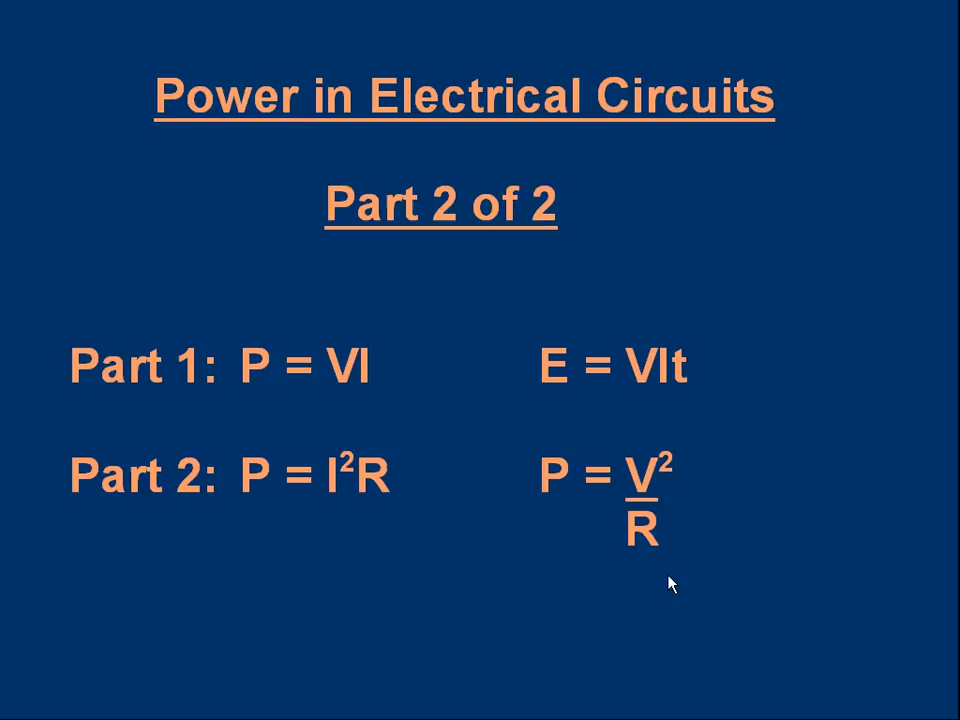 Power in Electrical Circuits
Part 2 of 2
Part 1: P = VI E = VIt
Part 2: P = I²R P = V²
R